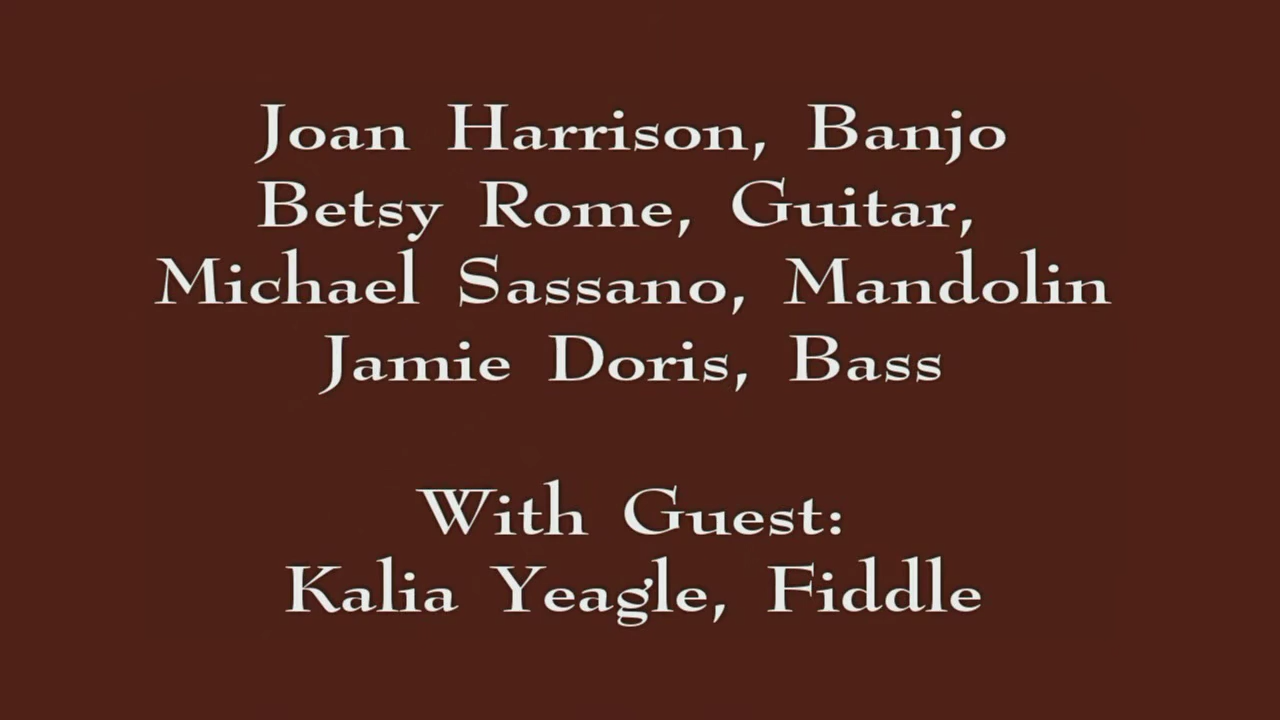 Joan Harrison, Banjo
Betsy Rome, Guitar,
Michael Sassano, Mandolin
Jamie Doris, Bass
With Guest:
Kalia Yeagle, Fiddle